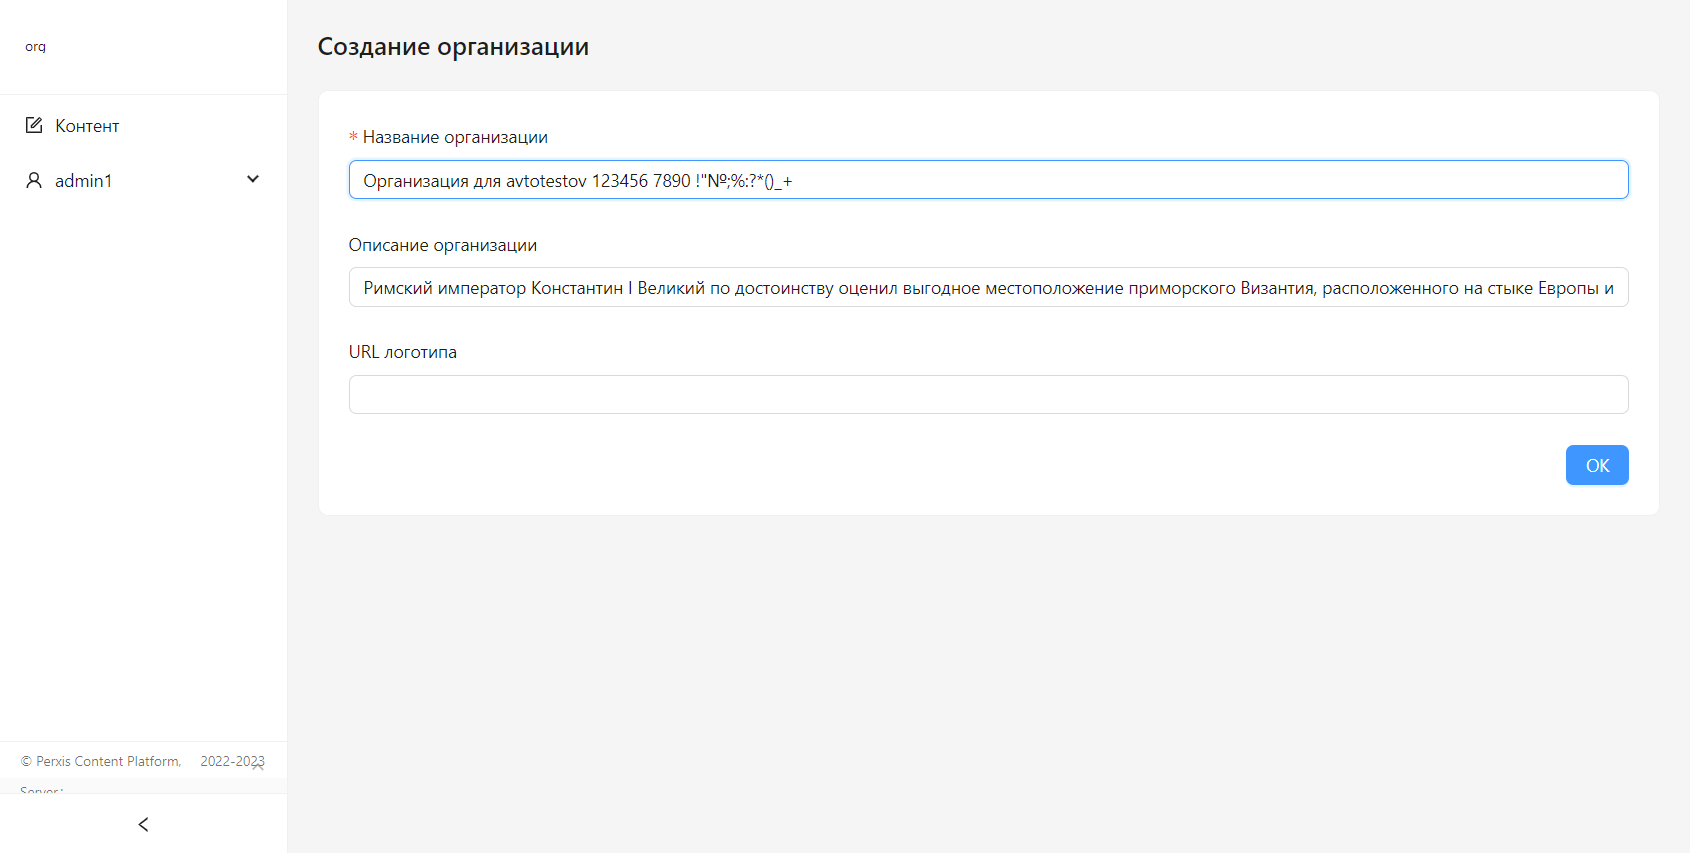 org
Создание организации
Контент
admin1
* Название организации
Организация для avtotestov 123456 7890 !"№;%:?*()_+
Описание организации
Римский император Константин I Великий по достоинству оценил выгодное местоположение приморского Византия, расположенного на стыке Европы и
URL логотипа
OK
© Perxis Content Platform, 2022-2023
Server: